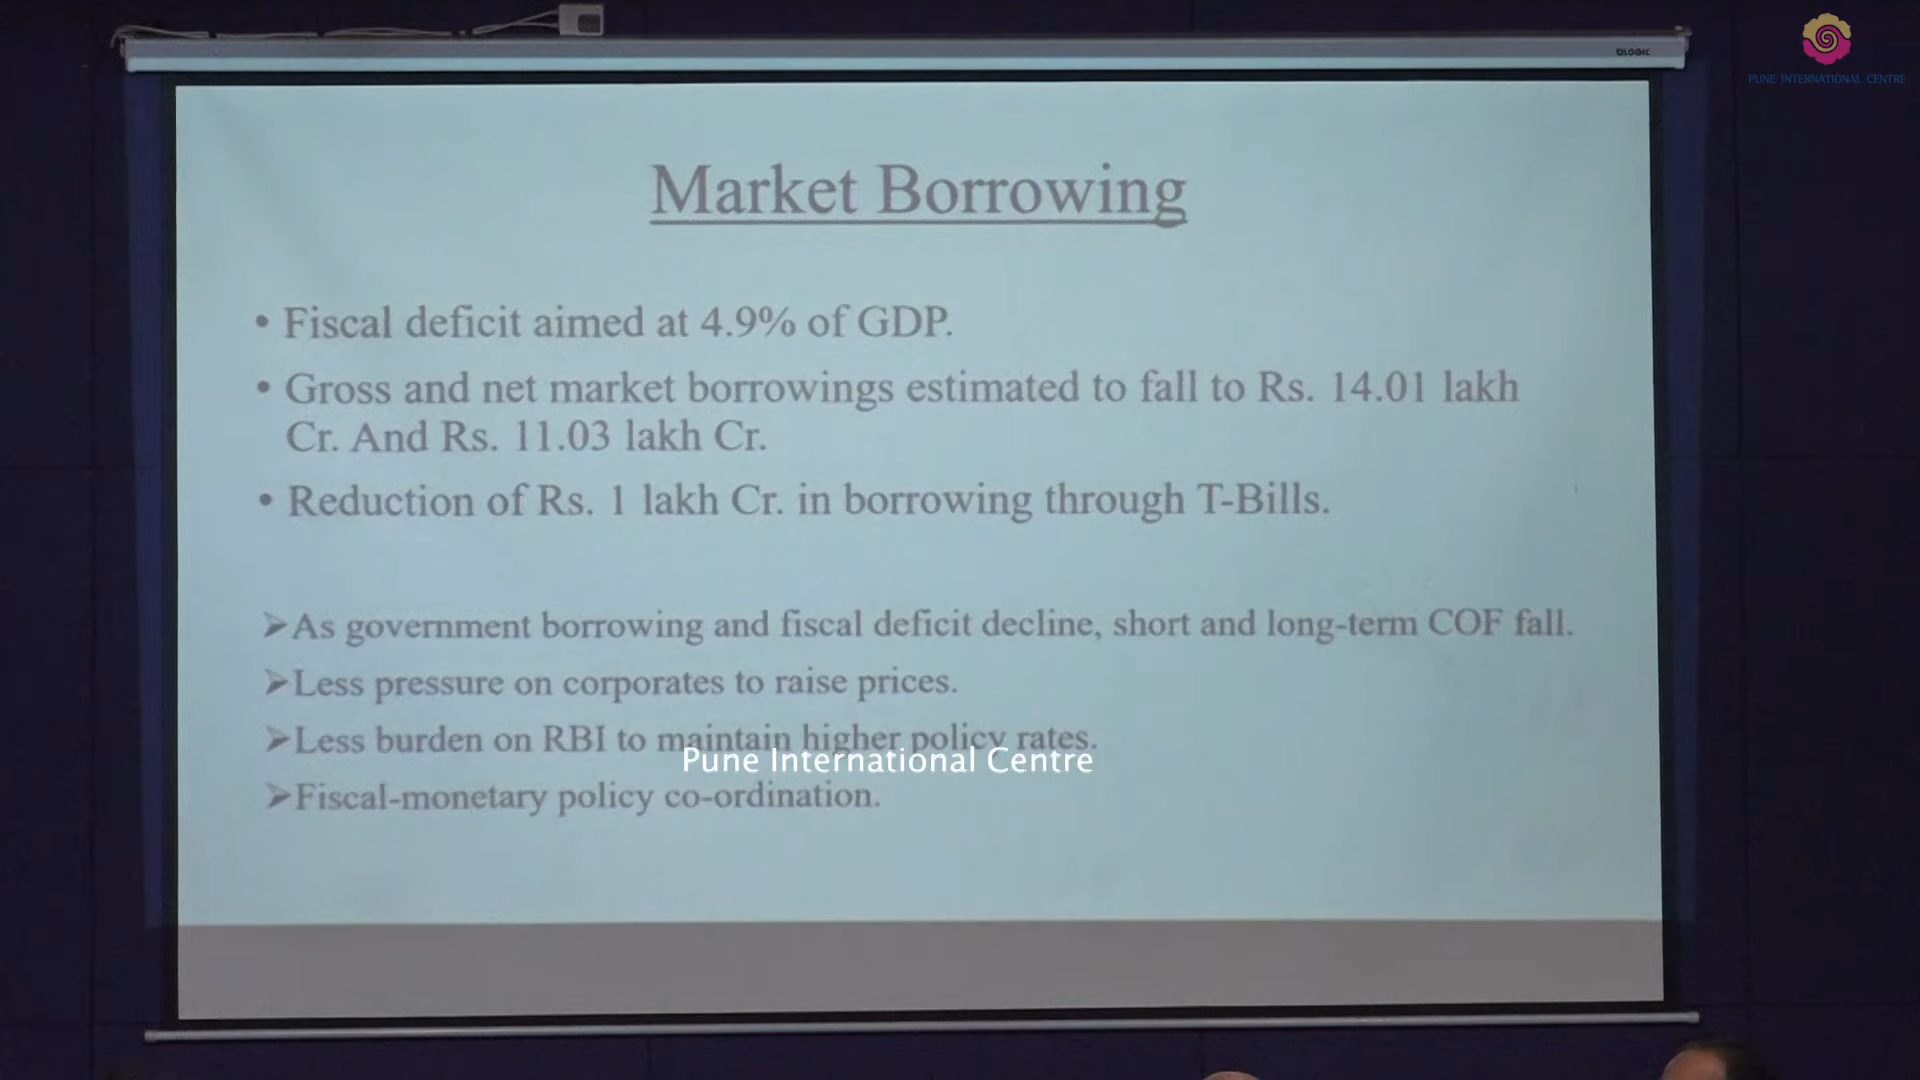 QLOGIC
PUNE INTERNATIONAL CENTRE
Market Borrowing
• Fiscal deficit aimed at 4.9% of GDP.
• Gross and net market borrowings estimated to fall to Rs. 14.01 lakh
Cr. And Rs. 11.03 lakh Cr.
• Reduction of Rs. 1 lakh Cr. in borrowing through T-Bills.
➤As government borrowing and fiscal deficit decline, short and long-term COF fall.
➤Less pressure on corporates to raise prices.
➤Less burden on RBI to maintain higher policy rates.
Pune International Centre
➤Fiscal-monetary policy co-ordination.